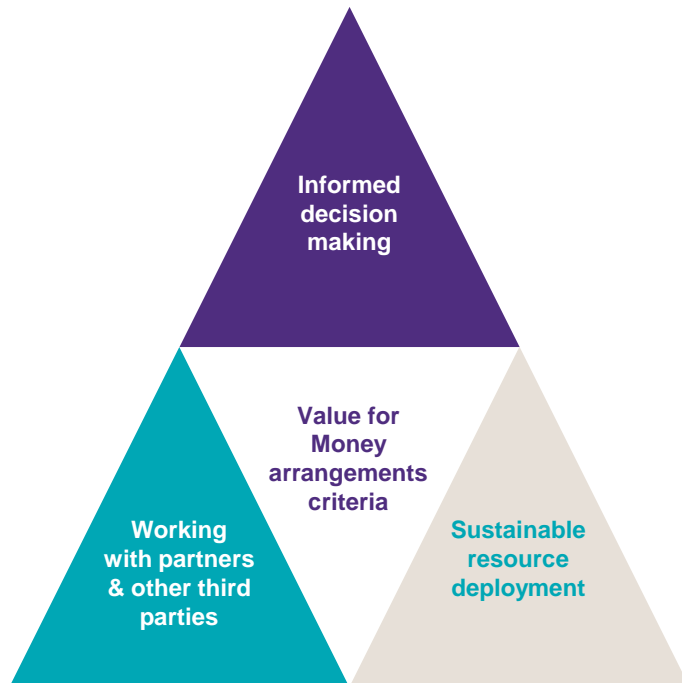 Informed
decision
making
Value for
Money
arrangements
criteria
Working
with partners
& other third
parties
Sustainable
resource
deployment